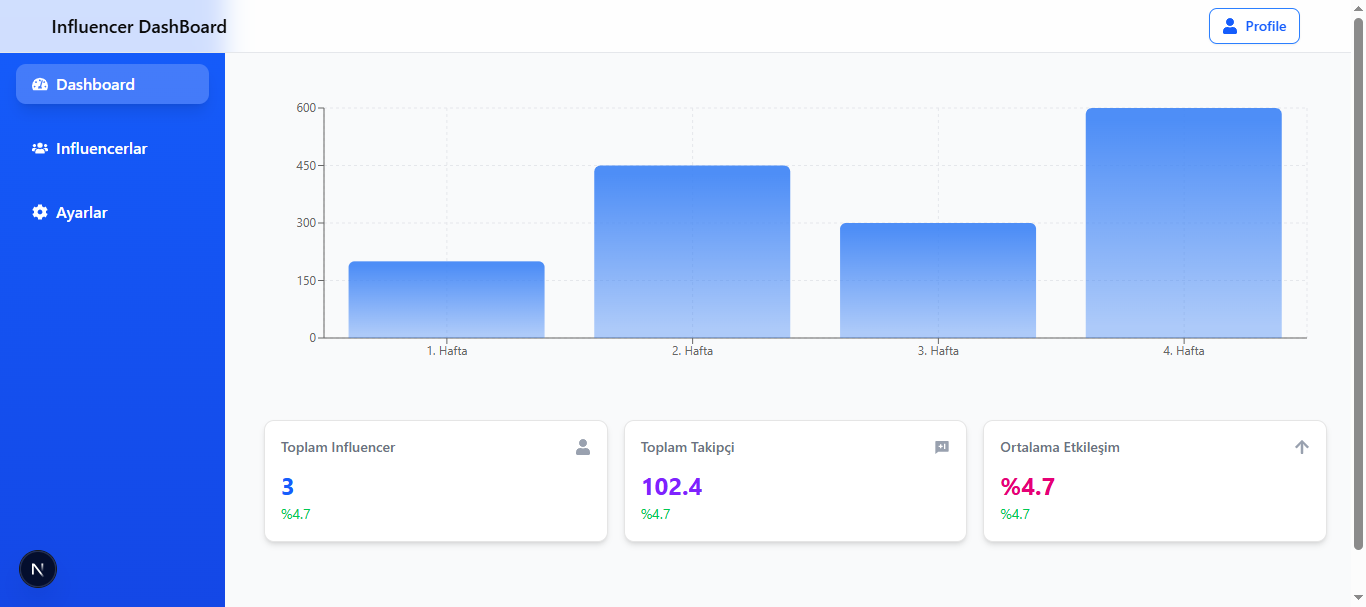 Influencer DashBoard
Profile
Dashboard
Influencerlar
Ayarlar
600
450
300
150
0
1. Hafta
2. Hafta
3. Hafta
4. Hafta
Toplam Influencer
3
%4.7
Toplam Takipçi
102.4
%4.7
Ortalama Etkileşim
%4.7
%4.7
N